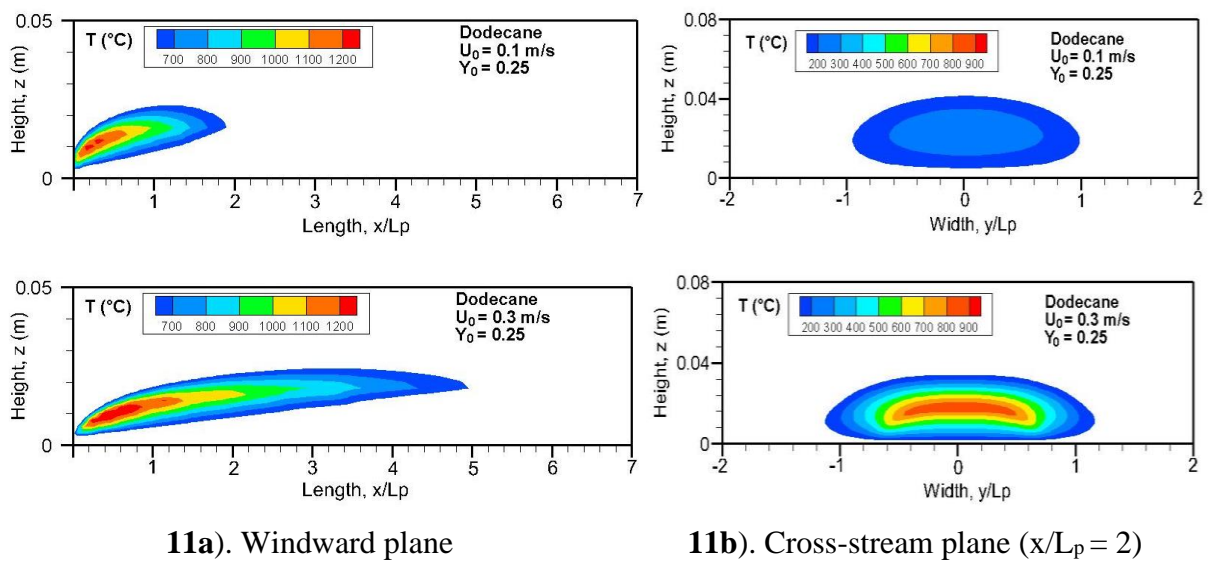 0.05
T (°C)
700 800 900 1000 1100 1200
Dodecane
U0 = 0.1 m/s
Y0 = 0.25
Height, z (m)
0
1 2 3 4 5 6 7
Length, x/Lp
0.08
T (°C)
200 300 400 500 600 700 800 900
Dodecane
U0 = 0.1 m/s
Y0 = 0.25
Height, z (m)
0.04
0
-2 -1 0 1 2
Width, y/Lp
0.05
T (°C)
700 800 900 1000 1100 1200
Dodecane
U0 = 0.3 m/s
Y0 = 0.25
Height, z (m)
0
1 2 3 4 5 6 7
Length, x/Lp
0.08
T (°C)
200 300 400 500 600 700 800 900
Dodecane
U0 = 0.3 m/s
Y0 = 0.25
Height, z (m)
0.04
0
-2 -1 0 1 2
Width, y/Lp
11a). Windward plane
11b). Cross-stream plane (x/Lp = 2)